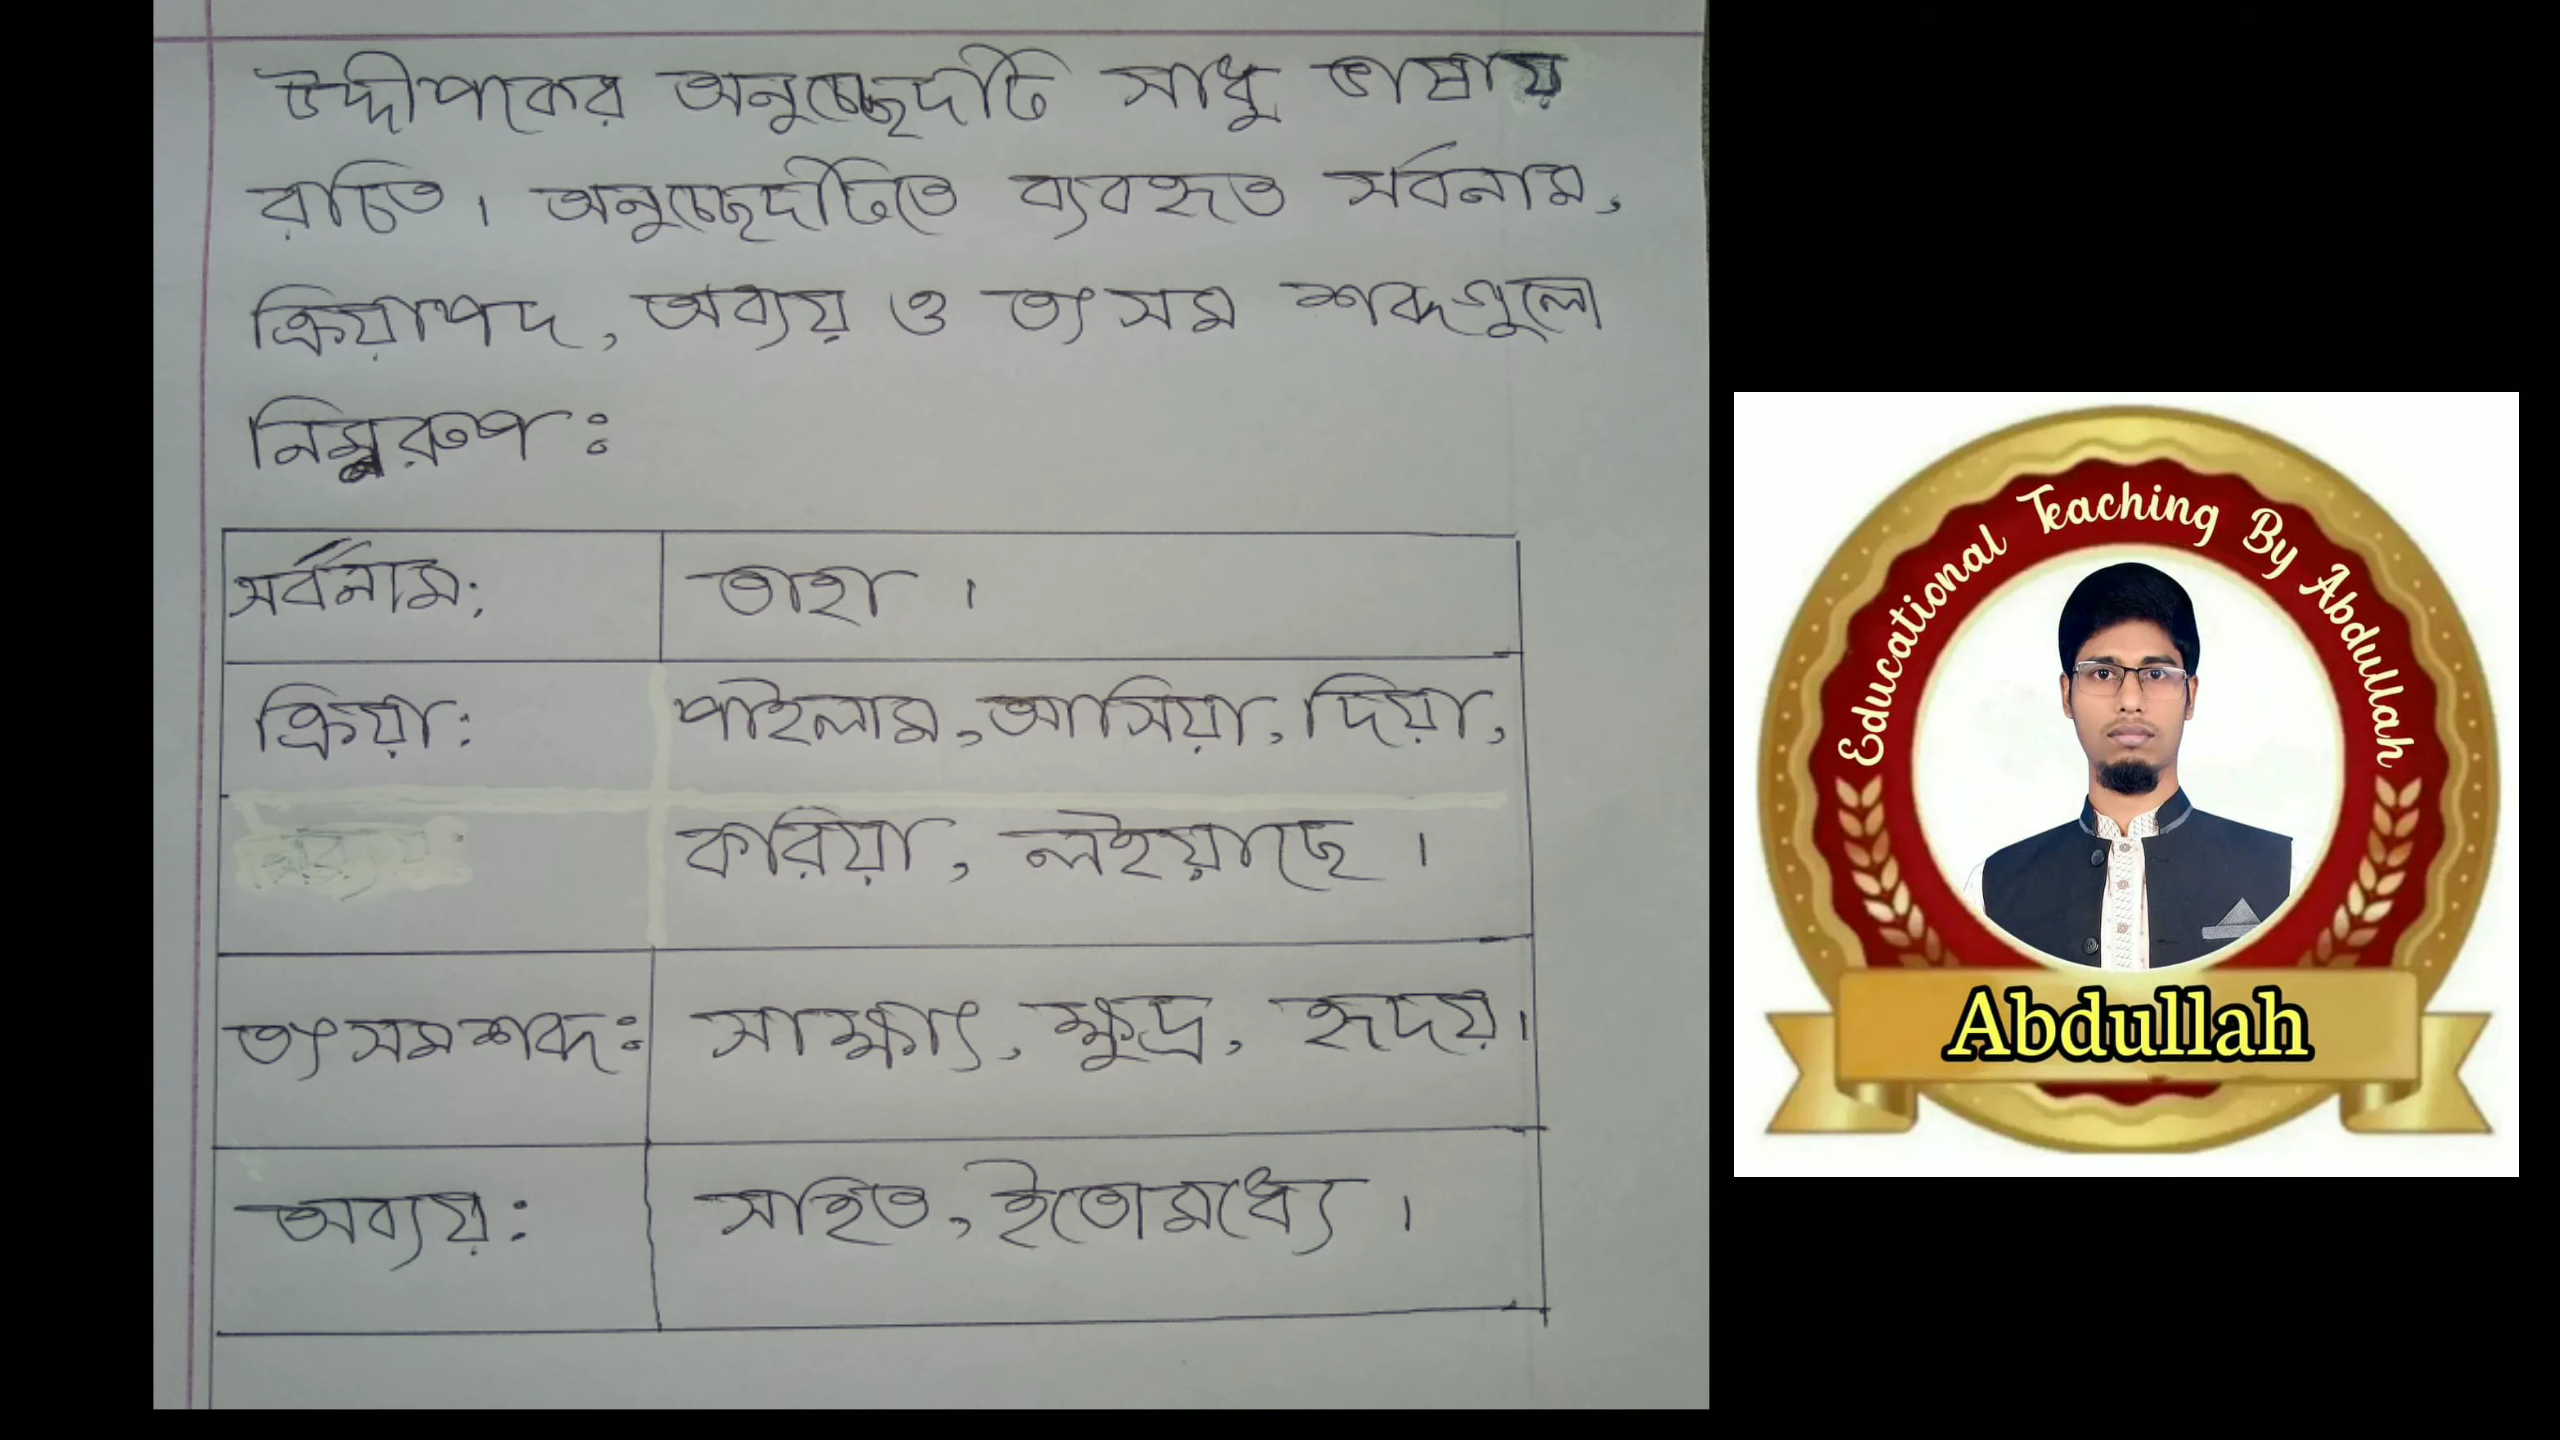 উদ্দীপকের অনুচ্ছেদটি সাধু ভাষায়
রচিত। অনুচ্ছেদটিতে ব্যবহৃত সর্বনাম,
ক্রিয়াপদ, অব্যয় ও তৎসম শব্দগুলো
নিম্নরুপ:
সর্বনাম: তাহা।
ক্রিয়া: পাইলাম, আসিয়া, দিয়া,
করিয়া, লইয়াছে।
তৎসম শব্দ: সাক্ষাৎ, ক্ষুদ্র, হৃদয়।
অব্যয়: সহিত, ইতোমধ্যে।
Educational Teaching By Abdullah
Abdullah